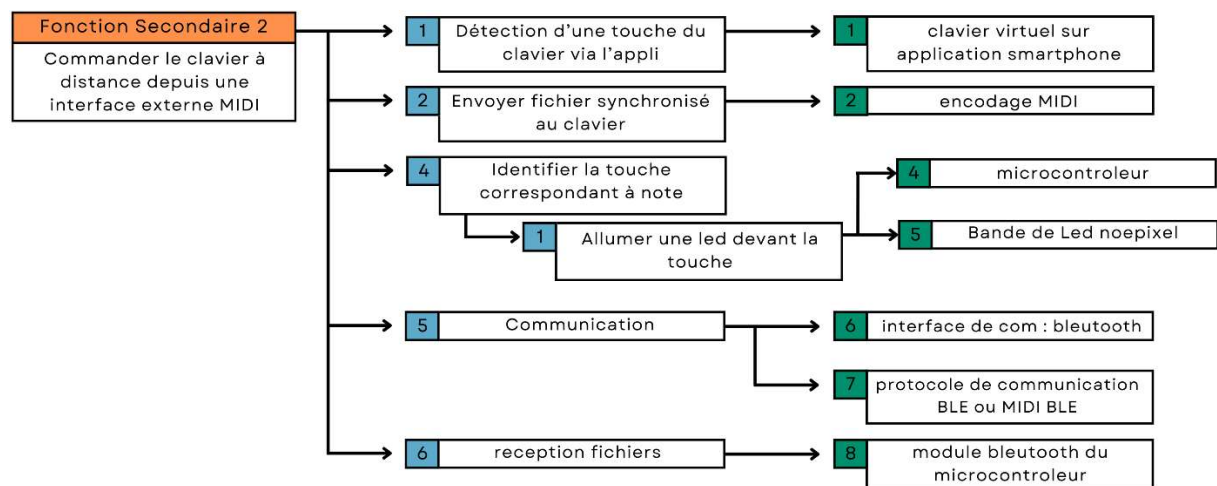 Fonction Secondaire 2
Commander le clavier à
distance depuis une
interface externe MIDI
1
Détection d'une touche du
clavier via l'appli
1
clavier virtuel sur
application smartphone
2
Envoyer fichier synchronisé
au clavier
2
encodage MIDI
4
Identifier la touche
correspondant à note
4
microcontroleur
1
Allumer une led devant la
touche
5
Bande de Led noepixel
5
Communication
6
interface de com : bleutooth
7
protocole de communication
BLE ou MIDI BLE
6
reception fichiers
8
module bleutooth du
microcontroleur